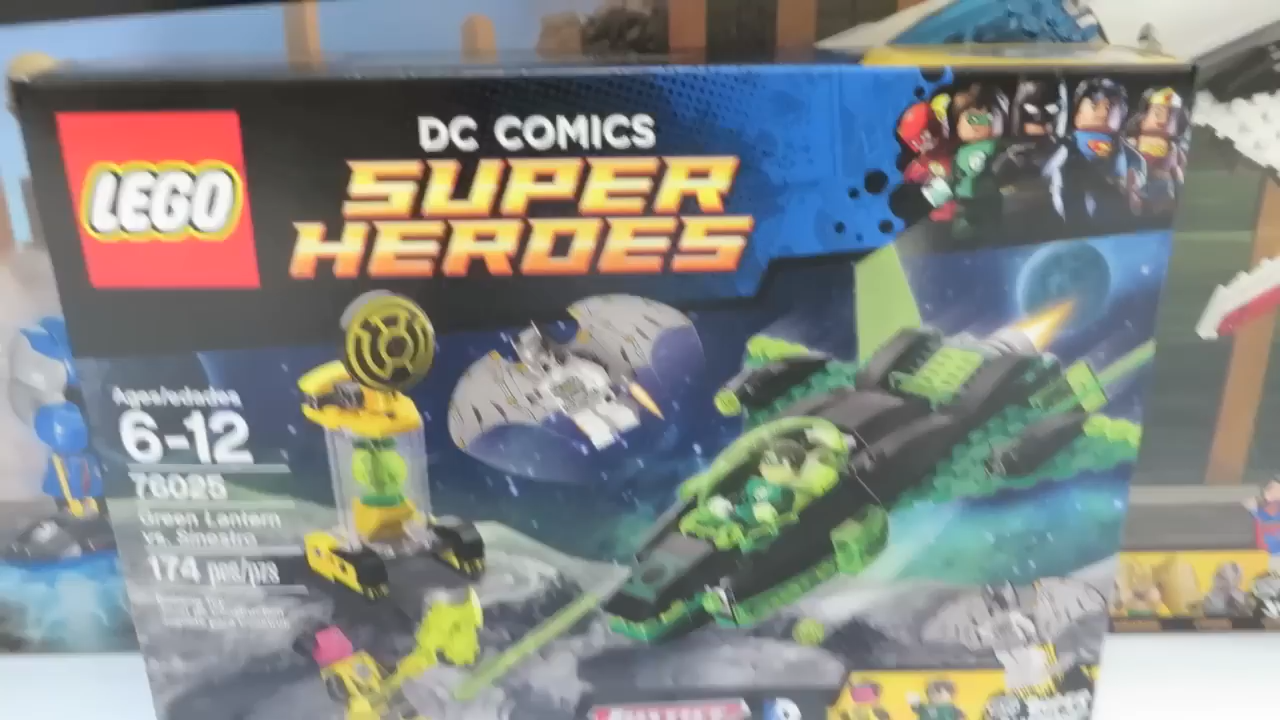 LEGO
DC COMICS
SUPER
HEROES
Ages/edades
6-12
76025
Green Lantern
vs. Sinestro
174 pcs/pzs